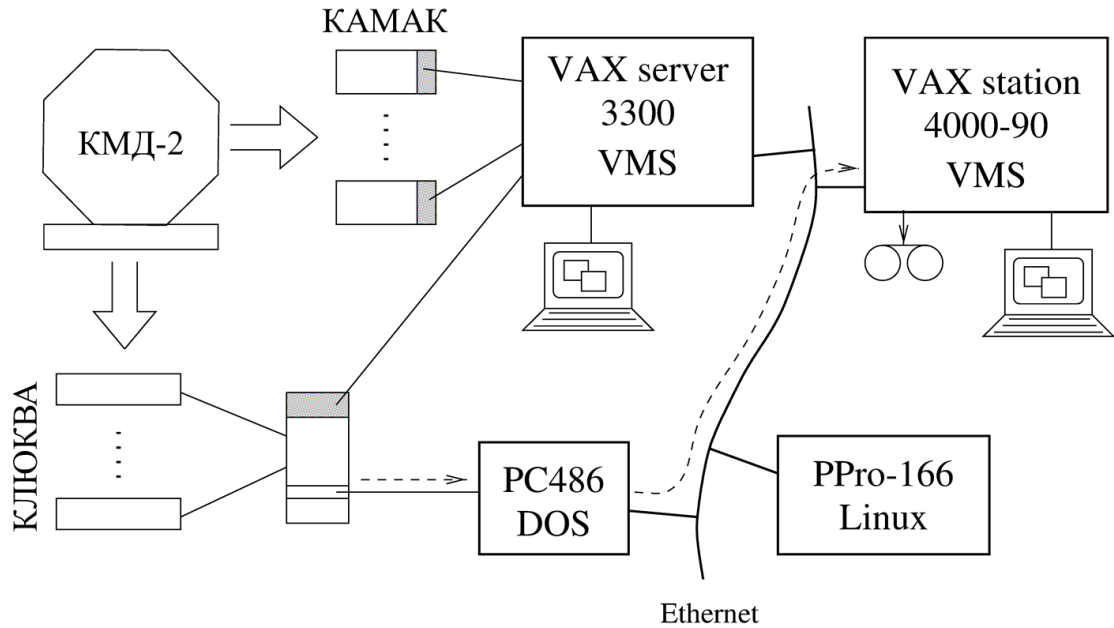 КАМАК
КМД-2
VAX server
3300
VMS
VAX station
4000-90
VMS
КЛЮКВА
PC486
DOS
PPro-166
Linux
Ethernet